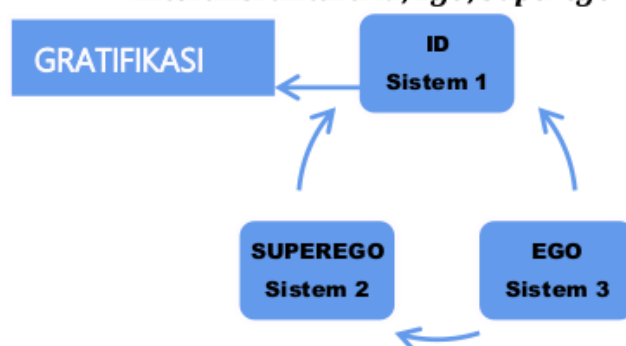 ID
Sistem 1
GRATIFIKASI
SUPEREGO
Sistem 2
EGO
Sistem 3